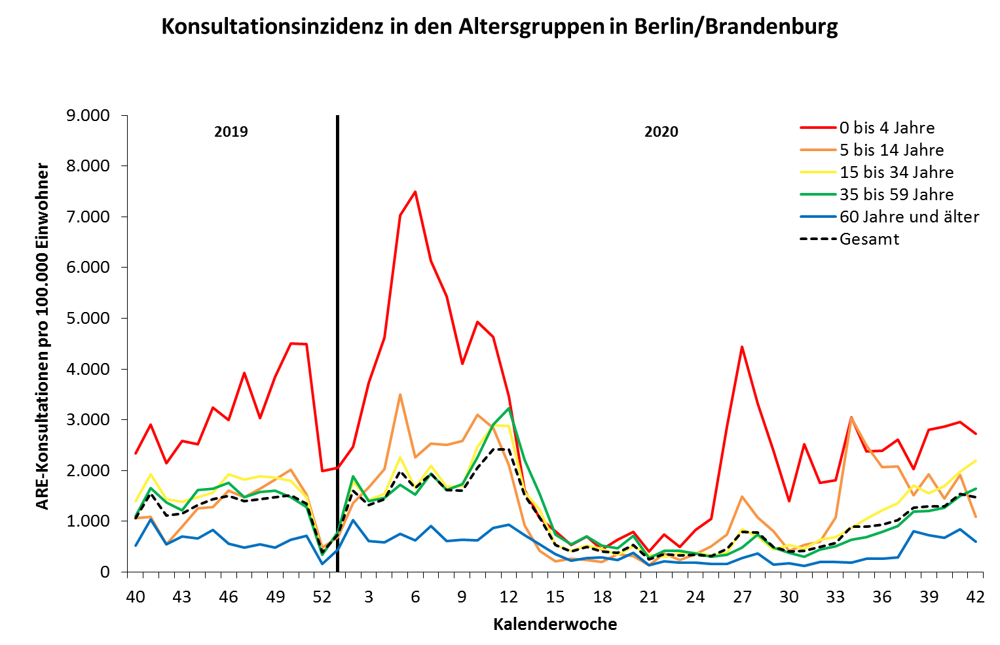 Konsultationsinzidenz in den Altersgruppen in Berlin/Brandenburg
ARE-Konsultationen pro 100.000 Einwohner
9.000
8.000
7.000
6.000
5.000
4.000
3.000
2.000
1.000
0
2019
2020
0 bis 4 Jahre
5 bis 14 Jahre
15 bis 34 Jahre
35 bis 59 Jahre
60 Jahre und älter
Gesamt
40 43 46 49 52 3 6 9 12 15 18 21 24 27 30 33 36 39 42
Kalenderwoche